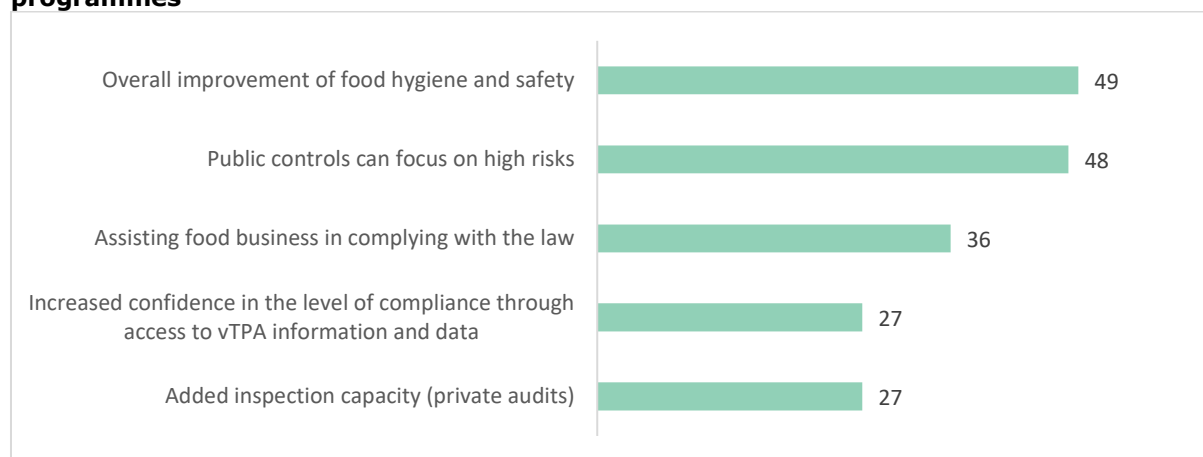 programmes
Overall improvement of food hygiene and safety
49
Public controls can focus on high risks
48
Assisting food business in complying with the law
36
Increased confidence in the level of compliance through
access to vTPA information and data
27
Added inspection capacity (private audits)
27